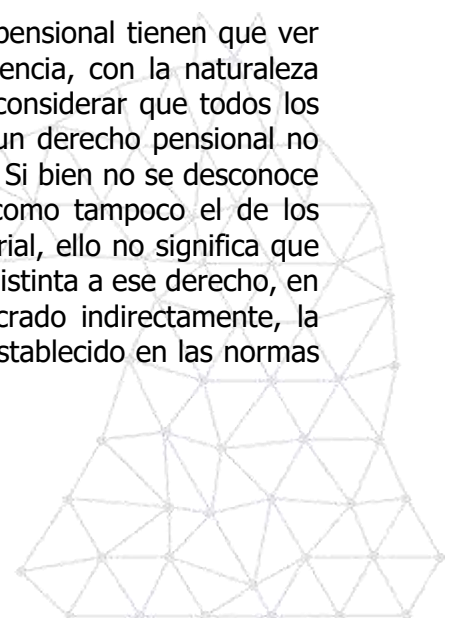 pensional tienen que ver
encia, con la naturaleza
considerar que todos los
un derecho pensional no
Si bien no se desconoce
como tampoco el de los
rial, ello no significa que
distinta a ese derecho, en
crado indirectamente, la
stablecido en las normas